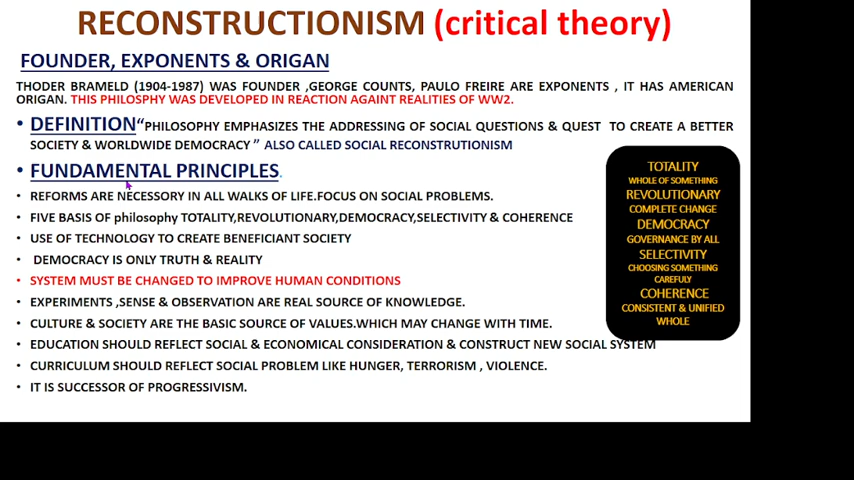 RECONSTRUCTIONISM (critical theory)
FOUNDER, EXPONENTS & ORIGAN
THODER BRAMELD (1904-1987) WAS FOUNDER ,GEORGE COUNTS, PAULO FREIRE ARE EXPONENTS , IT HAS AMERICAN
ORIGAN. THIS PHILOSPHY WAS DEVELOPED IN REACTION AGAINT REALITIES OF WW2.
• DEFINITION“PHILOSOPHY EMPHASIZES THE ADDRESSING OF SOCIAL QUESTIONS & QUEST TO CREATE A BETTER
SOCIETY & WORLDWIDE DEMOCRACY ” ALSO CALLED SOCIAL RECONSTRUTIONISM
• FUNDAMENTAL PRINCIPLES.
• REFORMS ARE NECESSORY IN ALL WALKS OF LIFE.FOCUS ON SOCIAL PROBLEMS.
• FIVE BASIS OF philosophy TOTALITY,REVOLUTIONARY,DEMOCRACY,SELECTIVITY & COHERENCE
• USE OF TECHNOLOGY TO CREATE BENEFICIANT SOCIETY
• DEMOCRACY IS ONLY TRUTH & REALITY
• SYSTEM MUST BE CHANGED TO IMPROVE HUMAN CONDITIONS
• EXPERIMENTS ,SENSE & OBSERVATION ARE REAL SOURCE OF KNOWLEDGE.
• CULTURE & SOCIETY ARE THE BASIC SOURCE OF VALUES.WHICH MAY CHANGE WITH TIME.
• EDUCATION SHOULD REFLECT SOCIAL & ECONOMICAL CONSIDERATION & CONSTRUCT NEW SOCIAL SYSTEM
• CURRICULUM SHOULD REFLECT SOCIAL PROBLEM LIKE HUNGER, TERRORISM , VIOLENCE.
• IT IS SUCCESSOR OF PROGRESSIVISM.
TOTALITY
WHOLE OF SOMETHING
REVOLUTIONARY
COMPLETE CHANGE
DEMOCRACY
GOVERNANCE BY ALL
SELECTIVITY
CHOOSING SOMETHING
CAREFULY
COHERENCE
CONSISTENT & UNIFIED
WHOLE